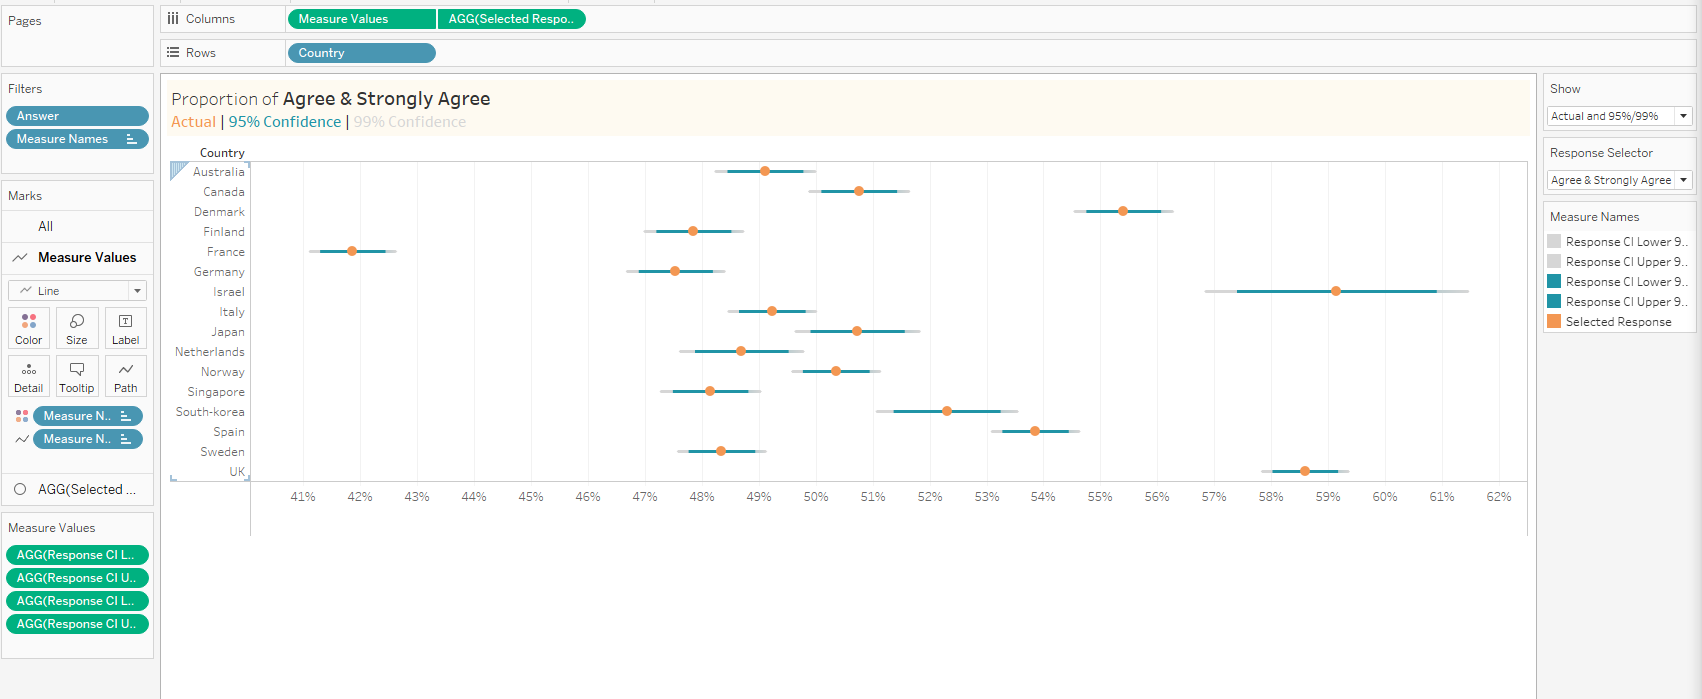 Pages
Columns
Measure Values
AGG(Selected Respo..
Rows
Country
Filters
Answer
Measure Names
Marks
All
Measure Values
Line
Color
Size
Label
Detail
Tooltip
Path
Measure N..
Measure N..
AGG(Selected ...
Measure Values
AGG(Response CI L..
AGG(Response CI U..
AGG(Response CI L..
AGG(Response CI U..
Proportion of Agree & Strongly Agree
Actual | 95% Confidence | 99% Confidence
Country
Australia
Canada
Denmark
Finland
France
Germany
Israel
Italy
Japan
Netherlands
Norway
Singapore
South-korea
Spain
Sweden
UK
41% 42% 43% 44% 45% 46% 47% 48% 49% 50% 51% 52% 53% 54% 55% 56% 57% 58% 59% 60% 61% 62%
Show
Actual and 95%/99%
Response Selector
Agree & Strongly Agree
Measure Names
Response CI Lower 9..
Response CI Upper 9..
Response CI Lower 9..
Response CI Upper 9..
Selected Response